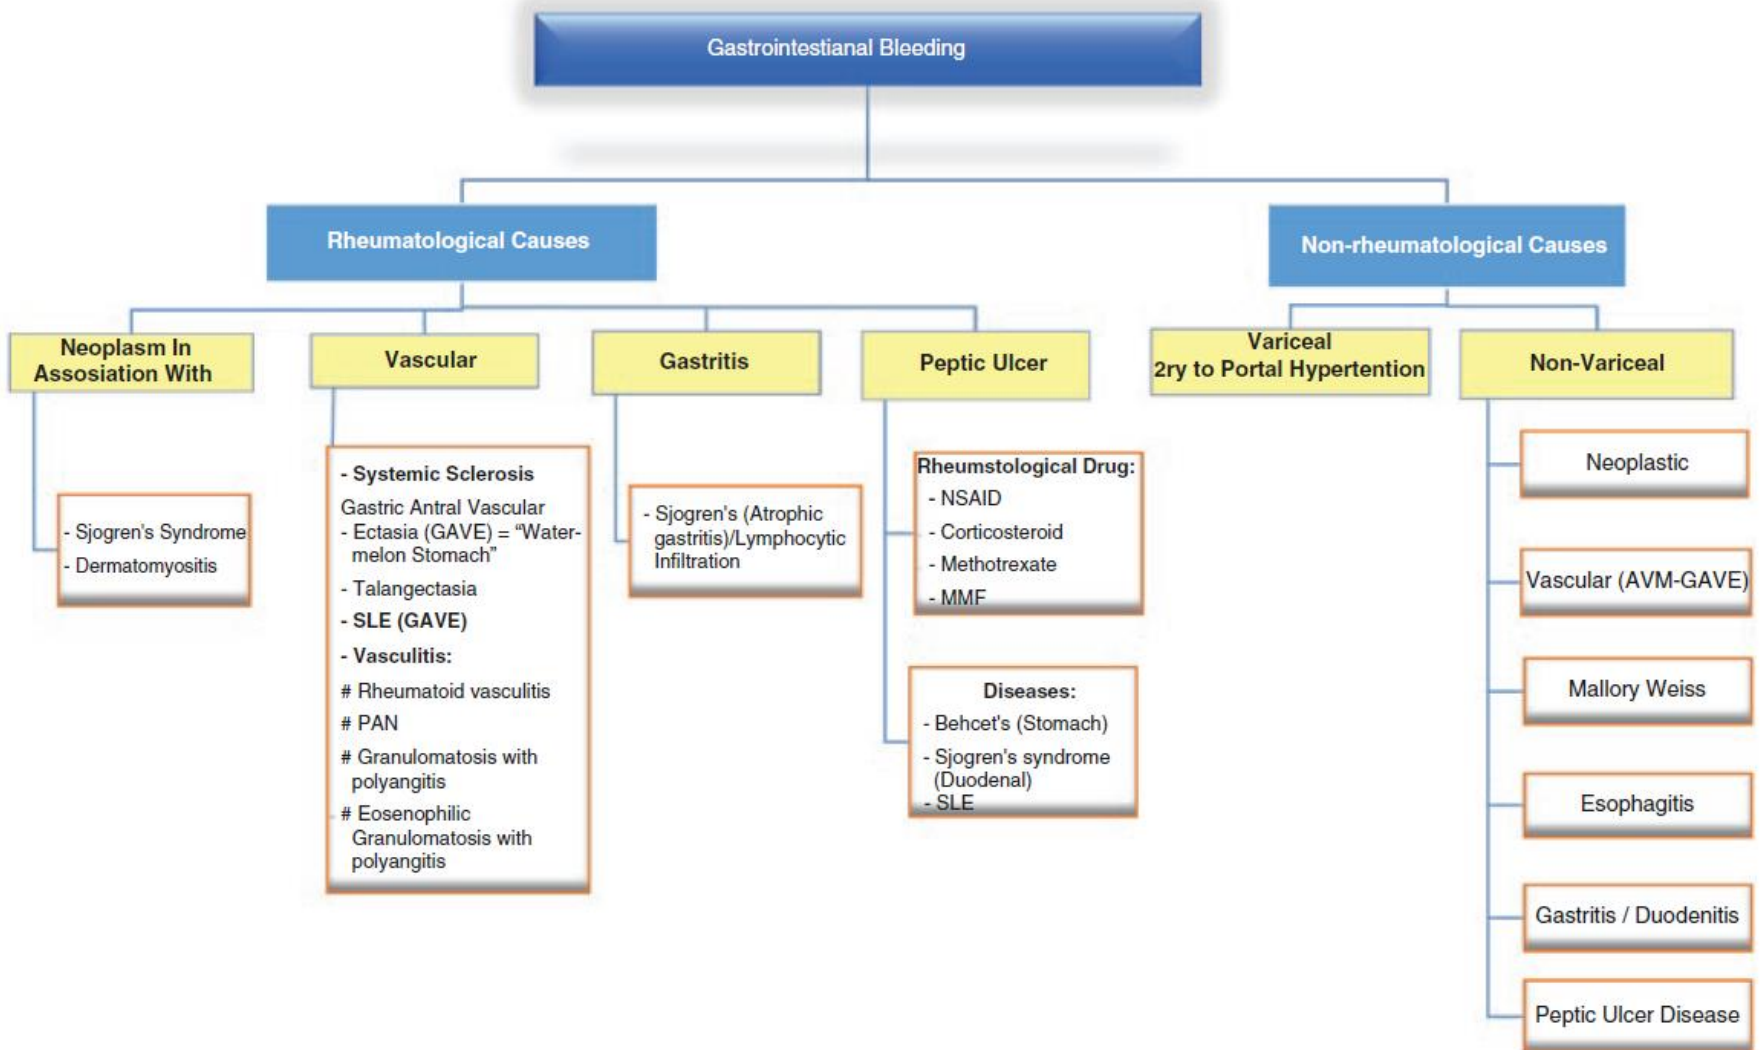 Gastrointestianal Bleeding
Rheumatological Causes
Non-rheumatological Causes
Neoplasm In
Assosiation With
Vascular
Gastritis
Peptic Ulcer
Variceal
2ry to Portal Hypertention
Non-Variceal
- Sjogren's Syndrome
- Dermatomyositis
- Systemic Sclerosis
Gastric Antral Vascular
- Ectasia (GAVE) = “Water-
melon Stomach”
- Talangectasia
- SLE (GAVE)
- Vasculitis:
# Rheumatoid vasculitis
# PAN
# Granulomatosis with
polyangitis
# Eosenophilic
Granulomatosis with
polyangitis
- Sjogren's (Atrophic
gastritis)/Lymphocytic
Infiltration
Rheumstological Drug:
- NSAID
- Corticosteroid
- Methotrexate
- MMF
Diseases:
- Behcet's (Stomach)
- Sjogren's syndrome
(Duodenal)
- SLE
Neoplastic
Vascular (AVM-GAVE)
Mallory Weiss
Esophagitis
Gastritis / Duodenitis
Peptic Ulcer Disease